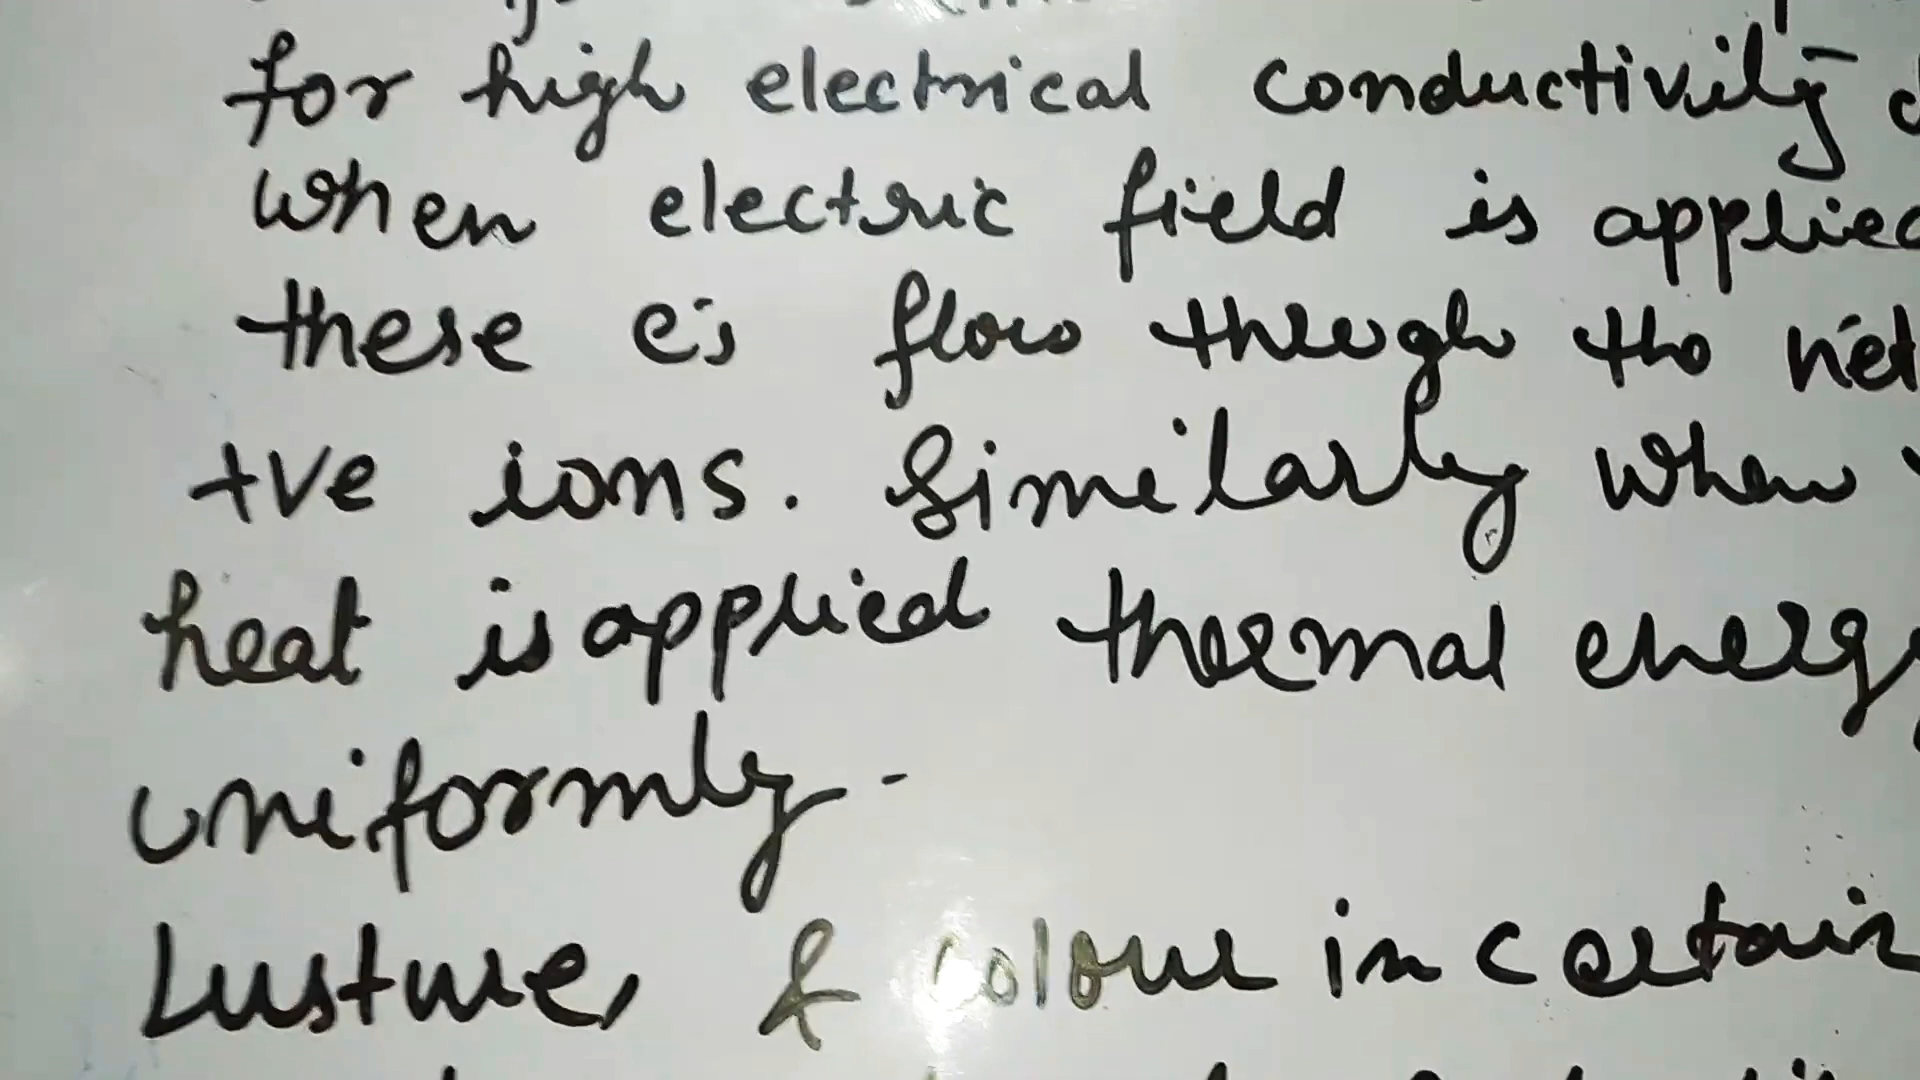 for high electrical conductivity
when electric field is applied
these e's flow through the net
+ve ions. Similarly when
heat is applied thermal energy
uniformly.
Lusture, & colour in certain